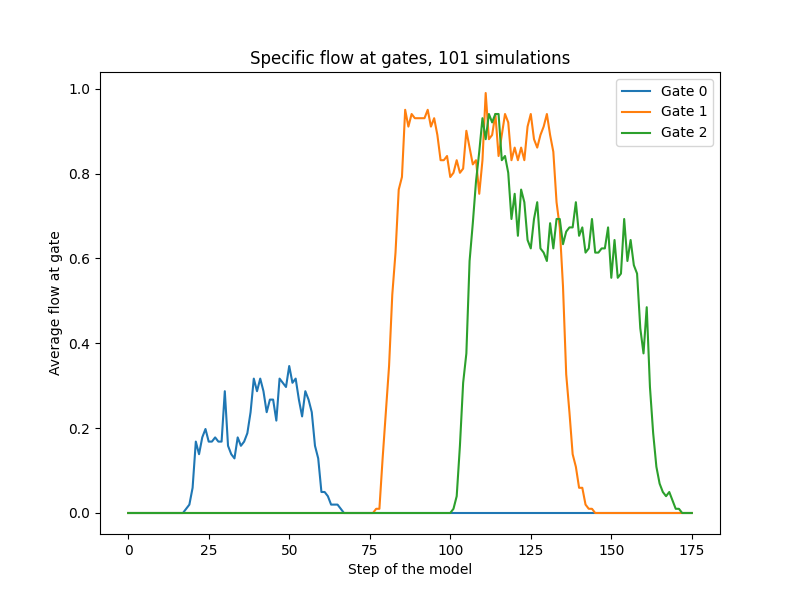 Specific flow at gates, 101 simulations
Gate 0
Gate 1
Gate 2
1.0
0.8
0.6
0.4
0.2
0.0
Average flow at gate
0 25 50 75 100 125 150 175
Step of the model